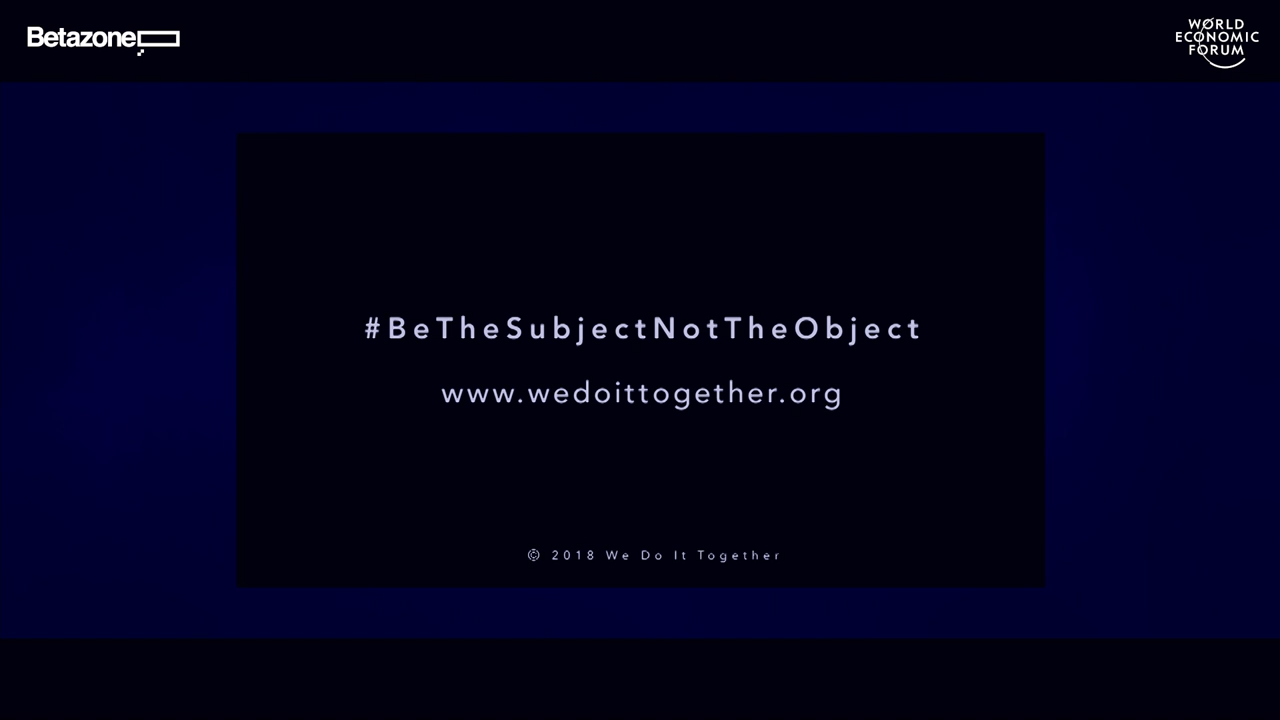 Betazone
WORLD
ECONOMIC
FORUM
#BeTheSubjectNotTheObject
www.wedoittogether.org
© 2018 We Do It Together